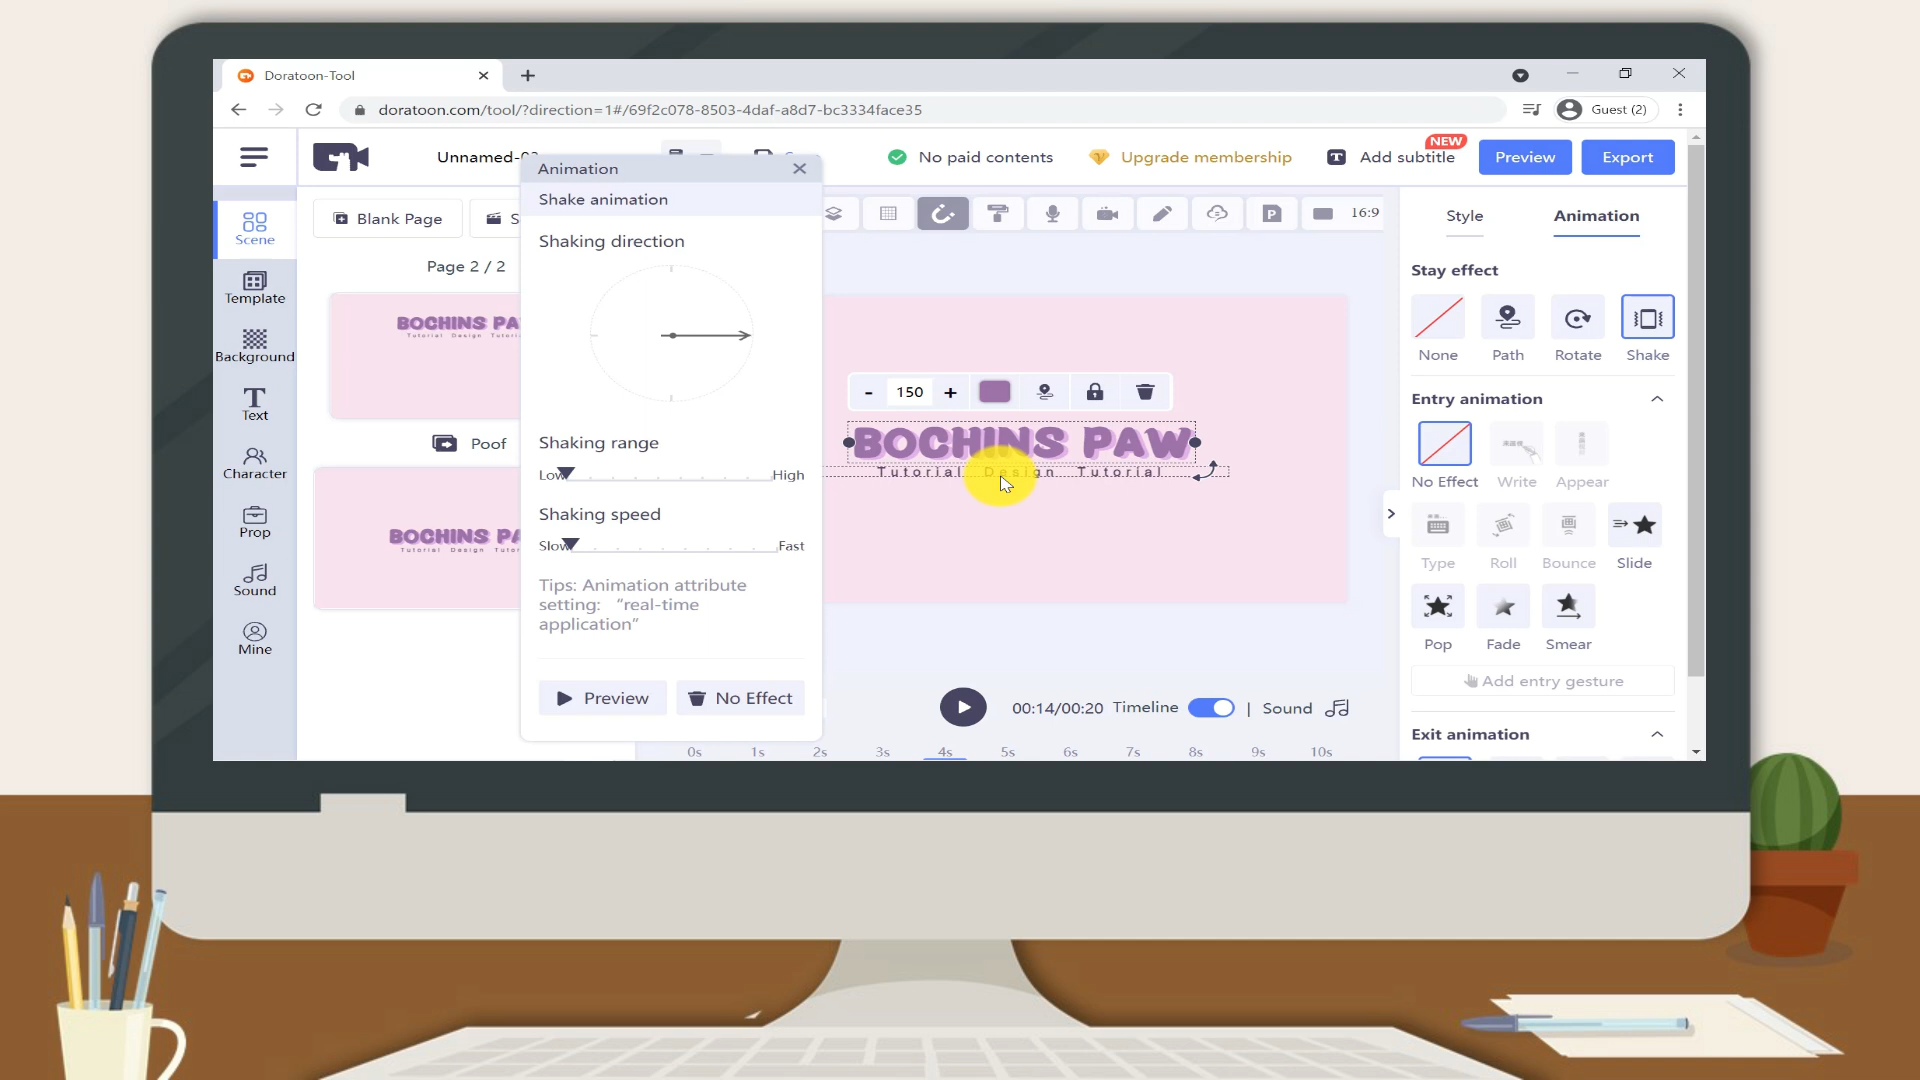 Doratoon-Tool
doratoon.com/tool/?direction=1#/69f2c078-8503-4daf-a8d7-bc3334face35
Guest (2)
No paid contents
Upgrade membership
NEW
Add subtitle
Preview
Export
Scene
Template
Background
Text
Character
Prop
Sound
Mine
Blank Page
Page 2 / 2
BOCHINS PA
Tutorial Design
Poof
BOCHINS P
Tutorial Design
Animation
Shake animation
Shaking direction
Shaking range
Low
High
Shaking speed
Slow
Fast
Tips: Animation attribute
setting: “real-time
application”
Preview
No Effect
16:9
- 150 +
BOCHINS PAW
Tutorial Design Tutorial
00:14/00:20
Timeline
| Sound
0s 1s 2s 3s 4s 5s 6s 7s 8s 9s 10s
Style
Animation
Stay effect
None
Path
Rotate
Shake
Entry animation
No Effect
Write
Appear
Type
Roll
Bounce
Slide
Pop
Fade
Smear
Add entry gesture
Exit animation